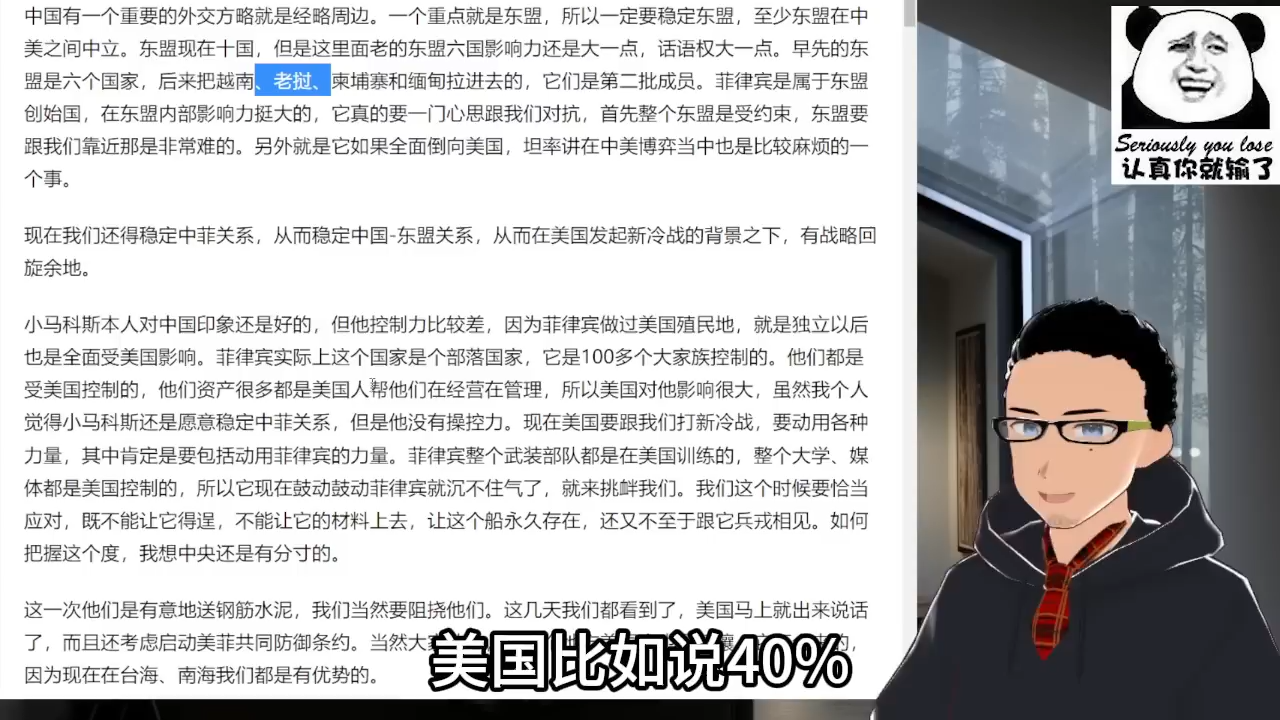 中国有一个重要的外交方略就是经略周边。一个重点就是东盟，所以一定要稳定东盟，至少东盟在中
美之间中立。东盟现在十国，但是这里面老的东盟六国影响力还是大一点，话语权大一点。早先的东
盟是六个国家，后来把越南、老挝、柬埔寨和缅甸拉进去的，它们是第二批成员。菲律宾是属于东盟
创始国，在东盟内部影响力挺大的，它真的要一门心思跟我们对抗，首先整个东盟是受约束，东盟要
跟我们靠近那是非常难的。另外就是它如果全面倒向美国，坦率讲在中美博弈当中也是比较麻烦的一
个事。
现在我们还得稳定中菲关系，从而稳定中国-东盟关系，从而在美国发起新冷战的背景之下，有战略回
旋余地。
小马科斯本人对中国印象还是好的，但他控制力比较差，因为菲律宾做过美国殖民地，就是独立以后
也是全面受美国影响。菲律宾实际上这个国家是个部落国家，它是100多个大家族控制的。他们都是
受美国控制的，他们资产很多都是美国人帮他们在经营在管理，所以美国对他影响很大，虽然我个人
觉得小马科斯还是愿意稳定中菲关系，但是他没有操控力。现在美国要跟我们打新冷战，要动用各种
力量，其中肯定是要包括动用菲律宾的力量。菲律宾整个武装部队都是在美国训练的，整个大学、媒
体都是美国控制的，所以它现在鼓动鼓动菲律宾就沉不住气了，就来挑衅我们。我们这个时候要恰当
应对，既不能让它得逞，不能让它的材料上去，让这个船永久存在，还又不至于跟它兵戎相见。如何
把握这个度，我想中央还是有分寸的。
这一次他们是有意地送钢筋水泥，我们当然要阻挠他们。这几天我们都看到了，美国马上就出来说话
了，而且还考虑启动美菲共同防御条约。当然大
因为现在在台海、南海我们都是有优势的。
美国比如说40%
Seriously you lose
认真你就输了